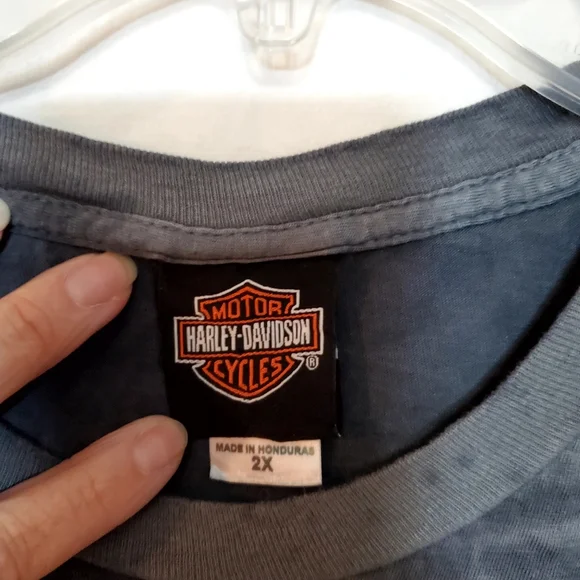 MOTOR
HARLEY-DAVIDSON
CYCLES
®
MADE IN HONDURAS
2X